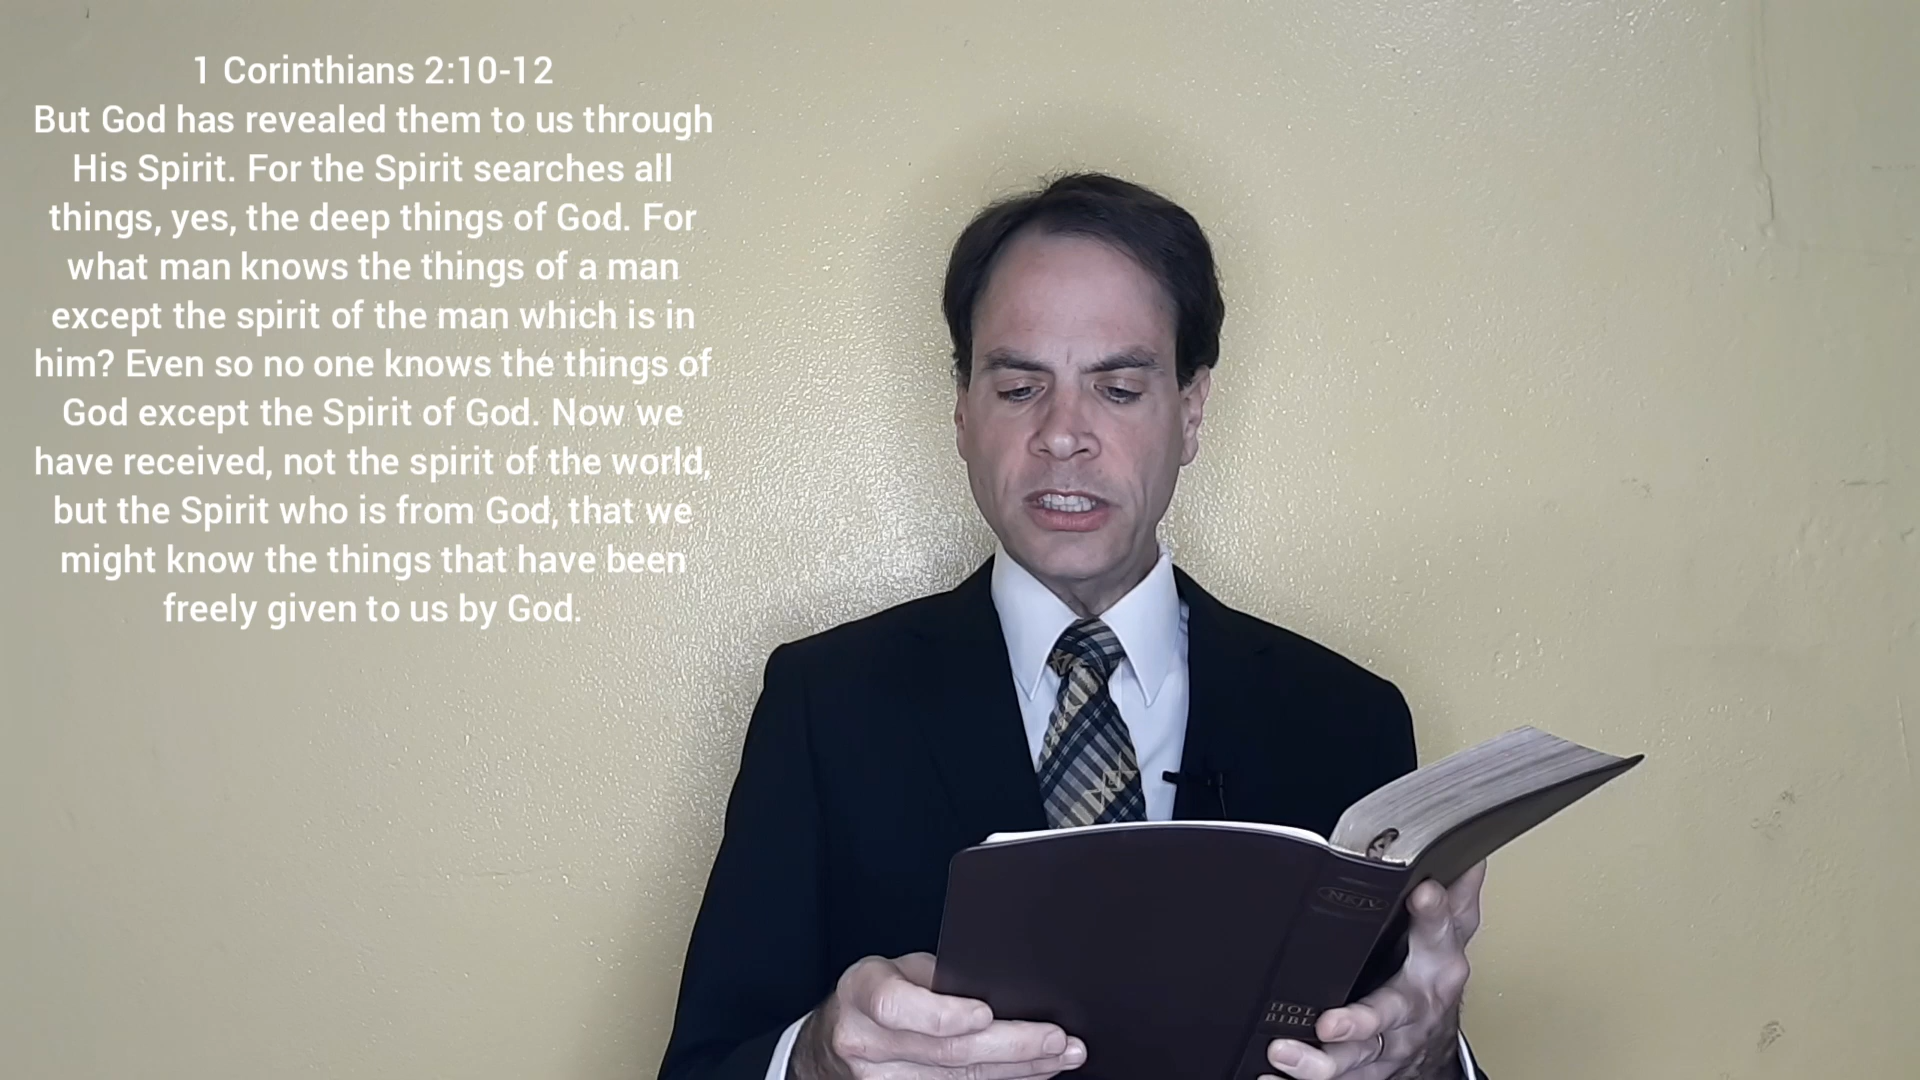 1 Corinthians 2:10-12
But God has revealed them to us through
His Spirit. For the Spirit searches all
things, yes, the deep things of God. For
what man knows the things of a man
except the spirit of the man which is in
him? Even so no one knows the things of
God except the Spirit of God. Now we
have received, not the spirit of the world,
but the Spirit who is from God, that we
might know the things that have been
freely given to us by God.
NKJV
HOL
BIBL